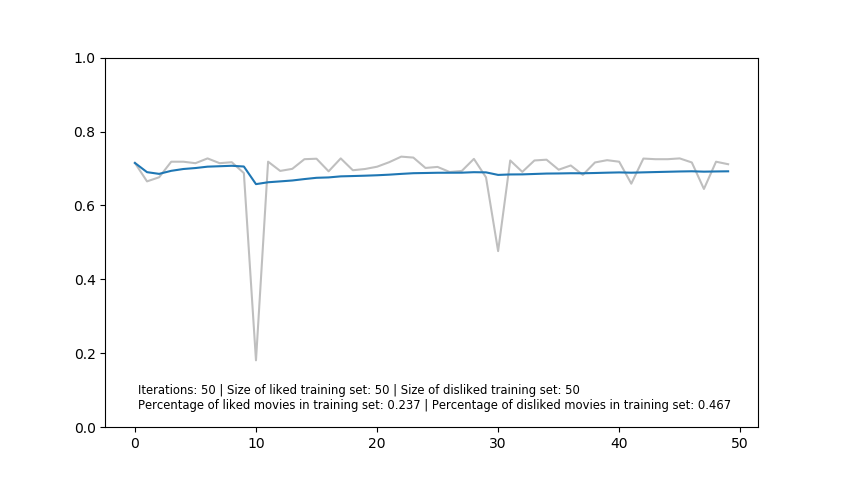 1.0
0.8
0.6
0.4
0.2
0.0
Iterations: 50 | Size of liked training set: 50 | Size of disliked training set: 50
Percentage of liked movies in training set: 0.237 | Percentage of disliked movies in training set: 0.467
0 10 20 30 40 50